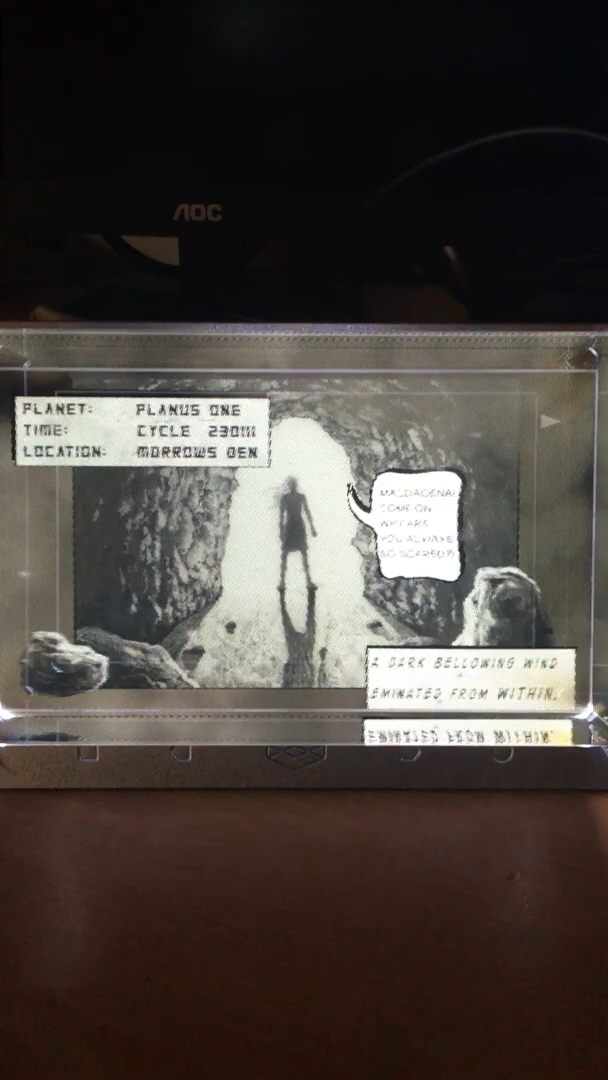 AOC
PLANET: PLANUS ONE
TIME: CYCLE 230111
LOCATION: MORROWS DEN
MALDACENA!
COME ON
WHY ARE
YOU ALWAYS
SO SCARED?!
A DARK BELLOWING WIND
EMINATED FROM WITHIN.